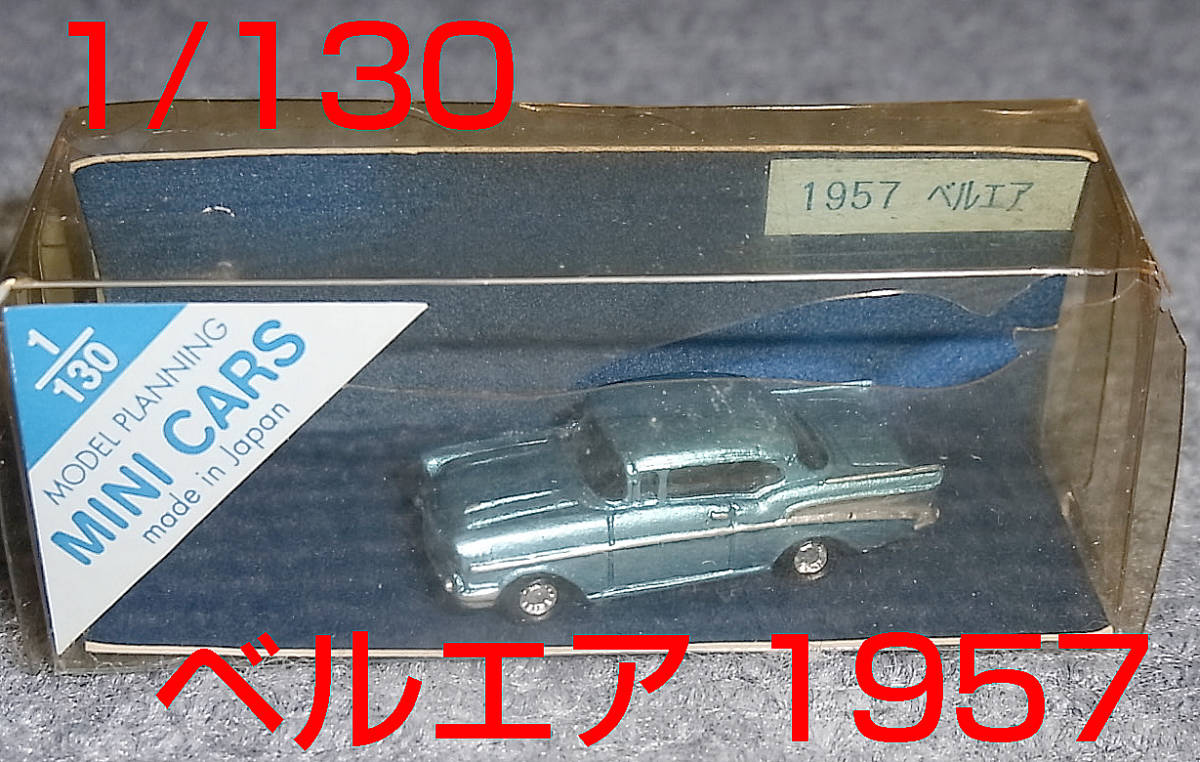 1/130
1957 ベルエア
1/130
MODEL PLANNING
MINI CARS
made in Japan
ベルエア 1957